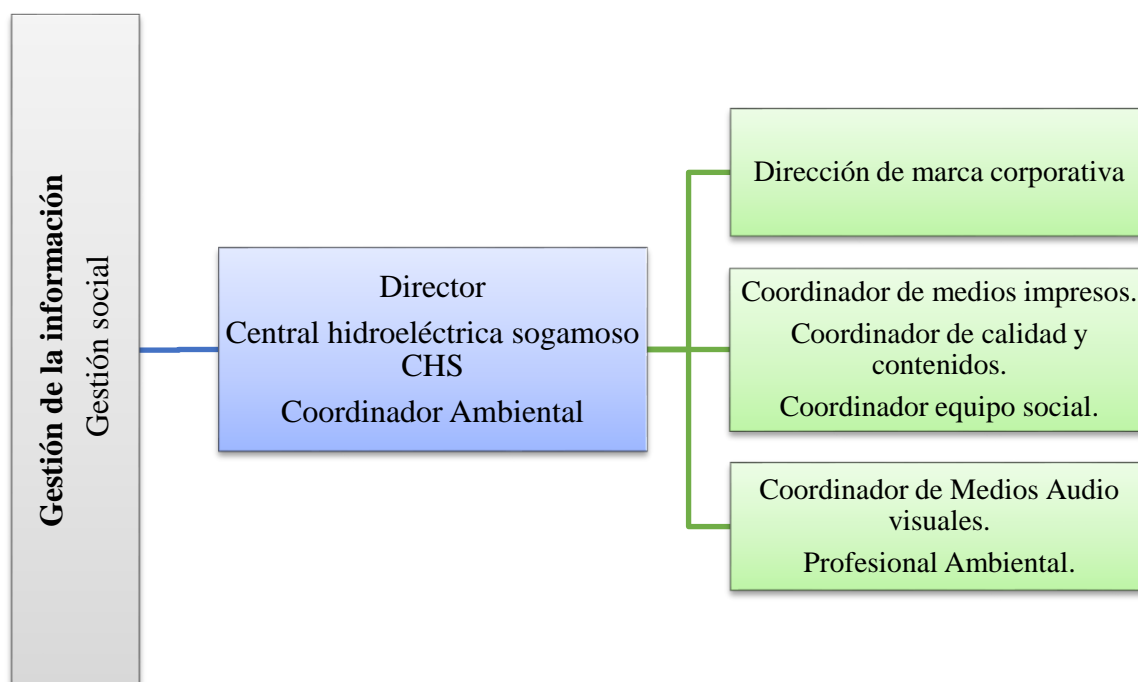 Gestión de la información
Gestión social
Director
Central hidroeléctrica sogamoso
CHS
Coordinador Ambiental
Dirección de marca corporativa
Coordinador de medios impresos.
Coordinador de calidad y
contenidos.
Coordinador equipo social.
Coordinador de Medios Audio
visuales.
Profesional Ambiental.